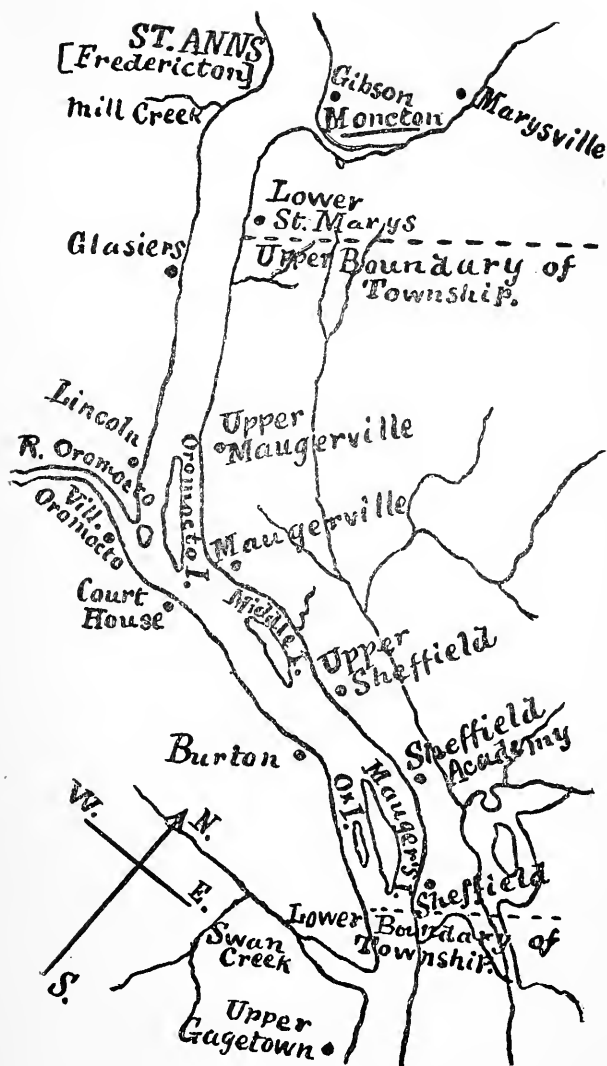 ST. ANNS
[Fredericton]
Mill Creek
Gibson
Moncton
Marysville
Lower
St. Marys
Glasiers
Upper Boundary of
Township.
Lincoln
R. Oromocto
Vill.
Oromocto
Oromocto I.
Upper
Maugerville
Maugerville
Court
House
Middle I.
Upper
Sheffield
Burton
Sheffield
Academy
Ox I.
Mauger's I.
Sheffield
W.
N.
E.
S.
Lower Boundary of
Township.
Swan
Creek
Upper
Gagetown